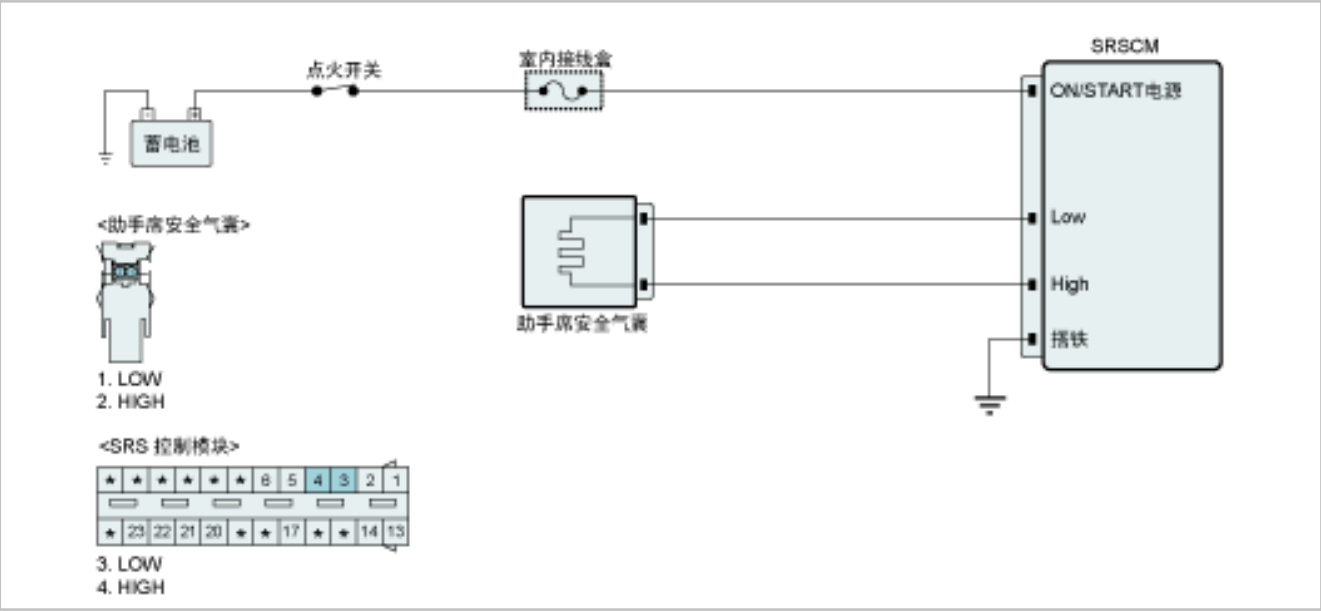 SRSCM
室内接线盒
点火开关
ON/START电源
蓄电池
Low
<助手席安全气囊>
High
助手席安全气囊
摺铁
1. LOW
2. HIGH
<SRS 控制模块>
★ ★ ★ ★ ★ ★ 6 5 4 3 2 1
★ 23 22 21 20 ★ ★ 17 ★ ★ 14 13
3. LOW
4. HIGH